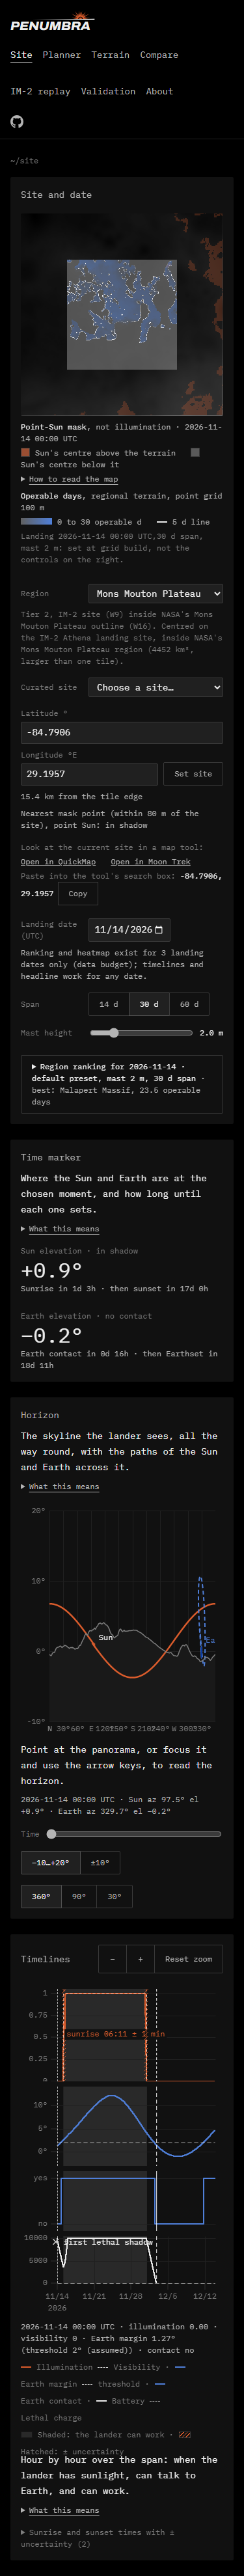 PENUMBRA
Site Planner Terrain Compare
IM-2 replay Validation About
~/site
Site and date
Point-Sun mask, not illumination · 2026-11-
14 00:00 UTC
Sun's centre above the terrain
Sun's centre below it
▶ How to read the map
Operable days, regional terrain, point grid
100 m
0 to 30 operable d — 5 d line
Landing 2026-11-14 00:00 UTC,30 d span,
mast 2 m: set at grid build, not the
controls on the right.
Region Mons Mouton Plateau
Tier 2, IM-2 site (W9) inside NASA's Mons
Mouton Plateau outline (W16). Centred on
the IM-2 Athena landing site, inside NASA's
Mons Mouton Plateau region (4452 km²,
larger than one tile).
Curated site Choose a site…
Latitude °
-84.7906
Longitude °E
29.1957 Set site
15.4 km from the tile edge
Nearest mask point (within 80 m of the
site), point Sun: in shadow
Look at the current site in a map tool:
Open in QuickMap Open in Moon Trek
Paste into the tool's search box: -84.7906,
29.1957 Copy
Landing date
(UTC) 11/14/2026
Ranking and heatmap exist for 3 landing
dates only (data budget); timelines and
headline work for any date.
Span 14 d 30 d 60 d
Mast height 2.0 m
▶ Region ranking for 2026-11-14 ·
default preset, mast 2 m, 30 d span ·
best: Malapert Massif, 23.5 operable
days
Time marker
Where the Sun and Earth are at the
chosen moment, and how long until
each one sets.
▶ What this means
Sun elevation · in shadow
+0.9°
Sunrise in 1d 3h · then sunset in 17d 0h
Earth elevation · no contact
−0.2°
Earth contact in 0d 16h · then Earthset in
18d 11h
Horizon
The skyline the lander sees, all the
way round, with the paths of the Sun
and Earth across it.
▶ What this means
20°
10°
0°
-10°
Sun
Ea
N 30°60° E 120°150° S 210°240° W 300°330°
Point at the panorama, or focus it
and use the arrow keys, to read the
horizon.
2026-11-14 00:00 UTC · Sun az 97.5° el
+0.9° · Earth az 329.7° el −0.2°
Time
−10…+20° ±10°
360° 90° 30°
Timelines − + Reset zoom
1
0.75
0.5
0.25
0
sunrise 06:11 ± 1 min
10°
5°
0°
yes
no
10000
5000
0
first lethal shadow
11/14 11/21 11/28 12/5 12/12
2026
2026-11-14 00:00 UTC · illumination 0.00 ·
visibility 0 · Earth margin 1.27°
(threshold 2° (assumed)) · contact no
Illumination Visibility ·
Earth margin threshold ·
Earth contact · Battery
Lethal charge
Shaded: the lander can work ·
Hatched: ± uncertainty
Hour by hour over the span: when the
lander has sunlight, can talk to
Earth, and can work.
▶ What this means
▶ Sunrise and sunset times with ±
uncertainty (2)